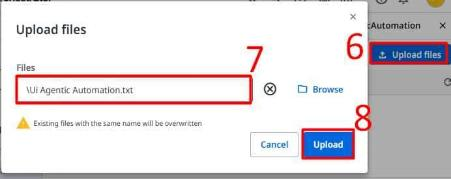 Upload files
×
cAutomation ×
6
Upload files
Files
7
\Ui Agentic Automation.txt
Browse
Existing files with the same name will be overwritten
8
Cancel
Upload